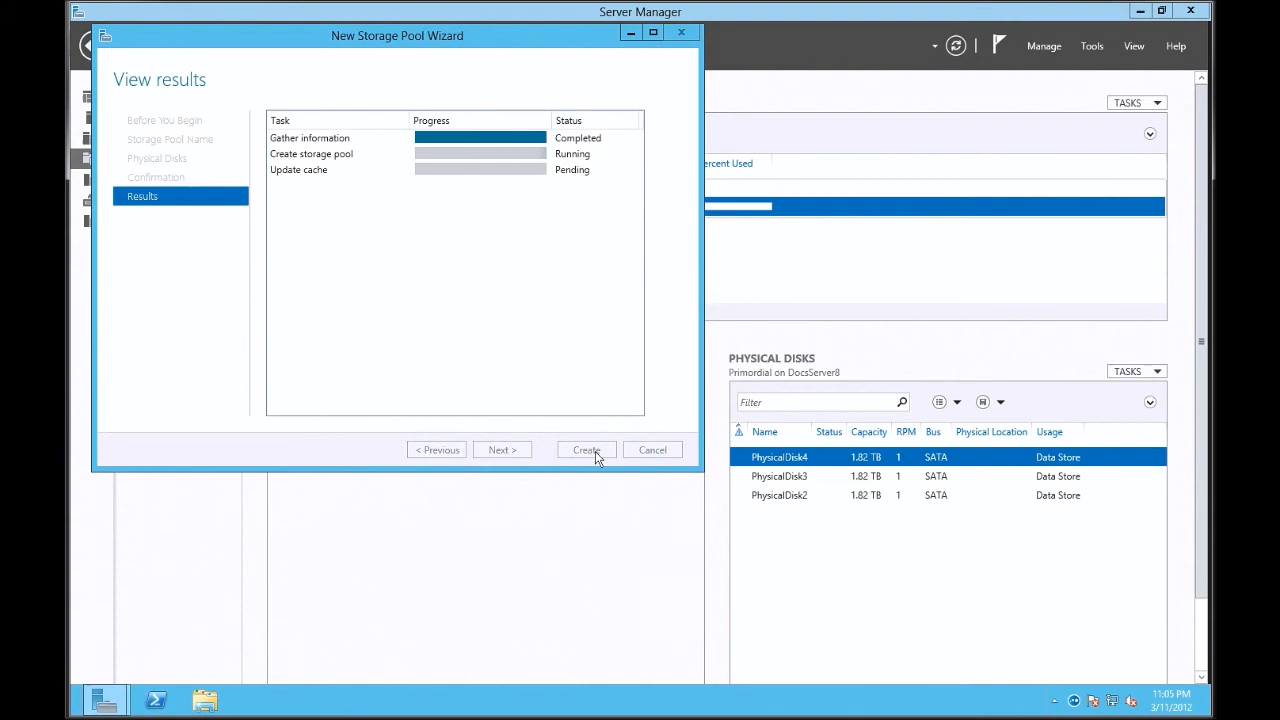 Server Manager
New Storage Pool Wizard
Manage Tools View Help
View results
TASKS
Before You Begin
Storage Pool Name
Physical Disks
Confirmation
Results
Task Progress Status
Gather information Completed
Create storage pool Running
Update cache Pending
ercent Used
< Previous Next > Create Cancel
PHYSICAL DISKS
Primordial on DocsServer8
TASKS
Filter
Name Status Capacity RPM Bus Physical Location Usage
PhysicalDisk4 1.82 TB 1 SATA Data Store
PhysicalDisk3 1.82 TB 1 SATA Data Store
PhysicalDisk2 1.82 TB 1 SATA Data Store
11:05 PM
3/11/2012